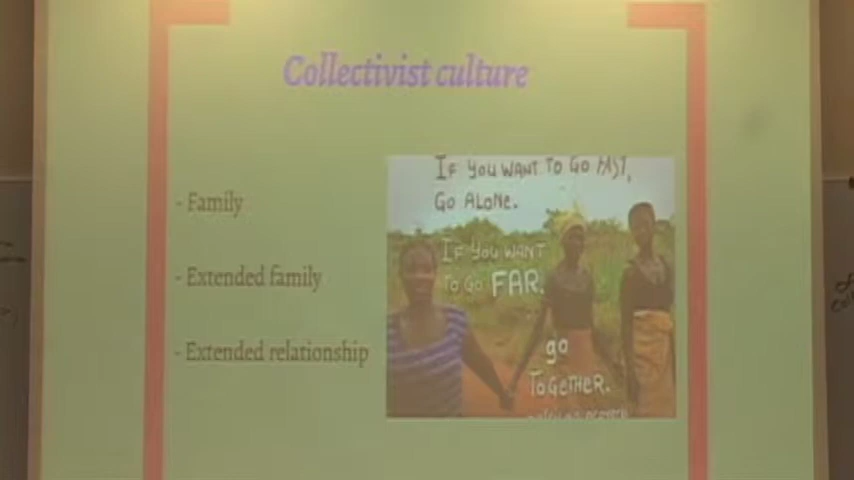 Collectivist culture
- Family
- Extended family
- Extended relationship
IF YOU WANT TO GO FAST,
GO ALONE.
IF YOU WANT
TO GO FAR.
go
TOGETHER.